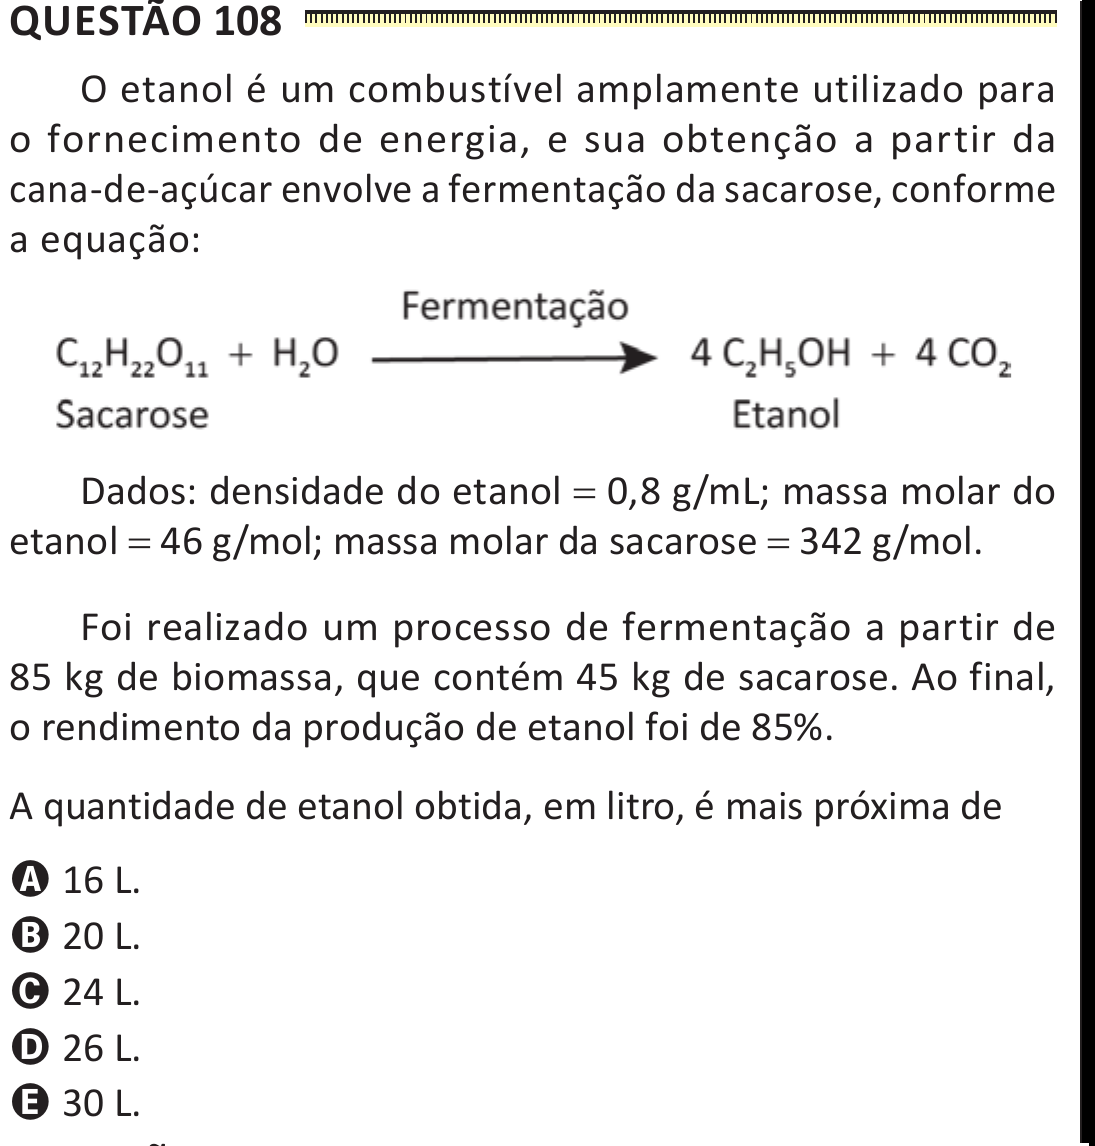 QUESTÃO 108
O etanol é um combustível amplamente utilizado para
o fornecimento de energia, e sua obtenção a partir da
cana-de-açúcar envolve a fermentação da sacarose, conforme
a equação:
Fermentação
C₁₂H₂₂O₁₁ + H₂O ⟶ 4 C₂H₅OH + 4 CO₂
Sacarose Etanol
Dados: densidade do etanol = 0,8 g/mL; massa molar do
etanol = 46 g/mol; massa molar da sacarose = 342 g/mol.
Foi realizado um processo de fermentação a partir de
85 kg de biomassa, que contém 45 kg de sacarose. Ao final,
o rendimento da produção de etanol foi de 85%.
A quantidade de etanol obtida, em litro, é mais próxima de
A 16 L.
B 20 L.
C 24 L.
D 26 L.
E 30 L.